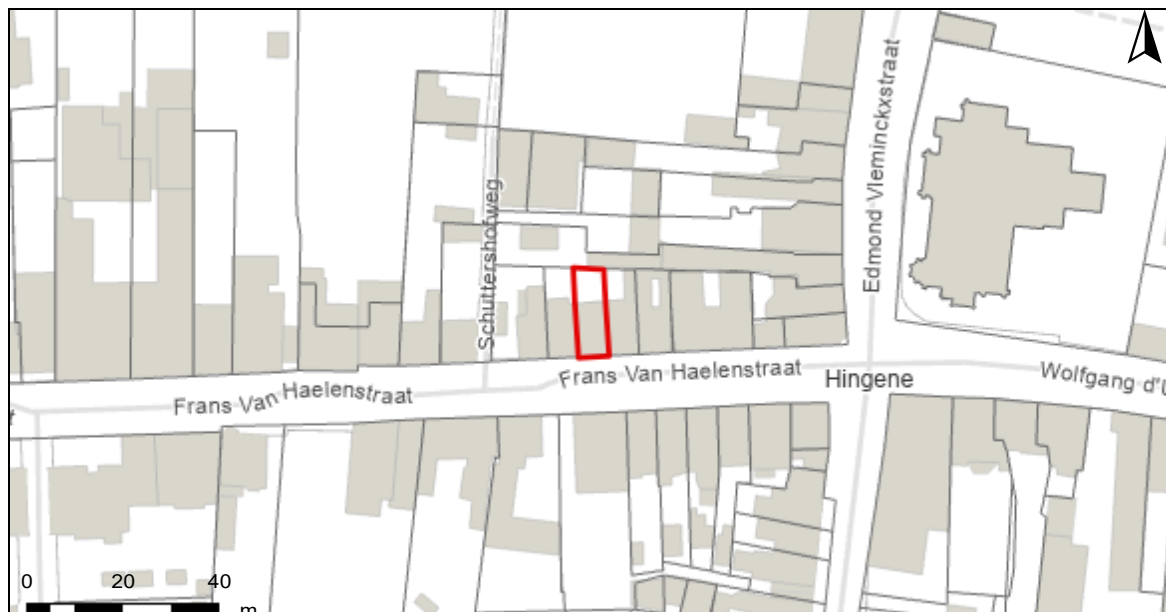 Edmond Vleminckxstraat
Schuttershofweg
Frans Van Haelenstraat
Hingene
Wolfgang d'U
Frans Van Haelenstraat
0 20 40
m